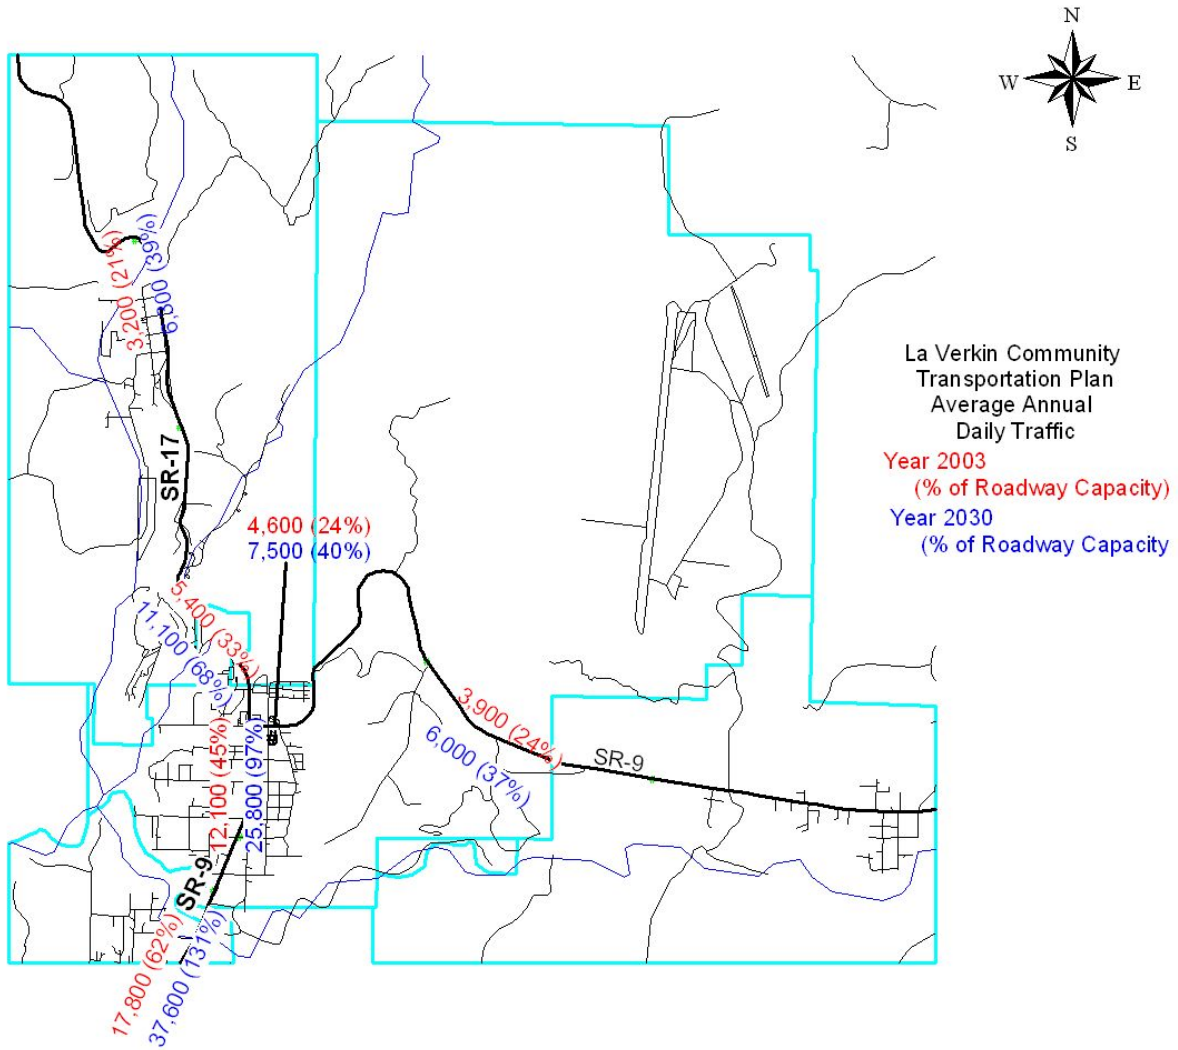 N
W E
S
La Verkin Community
Transportation Plan
Average Annual
Daily Traffic
Year 2003
(% of Roadway Capacity)
Year 2030
(% of Roadway Capacity
3,200 (21%)
6,300 (39%)
SR-17
4,600 (24%)
7,500 (40%)
5,400 (33%)
11,100 (68%)
12,100 (45%)
25,800 (97%)
3,900 (24%)
6,000 (37%)
SR-9
SR-9
17,800 (62%)
37,600 (131%)